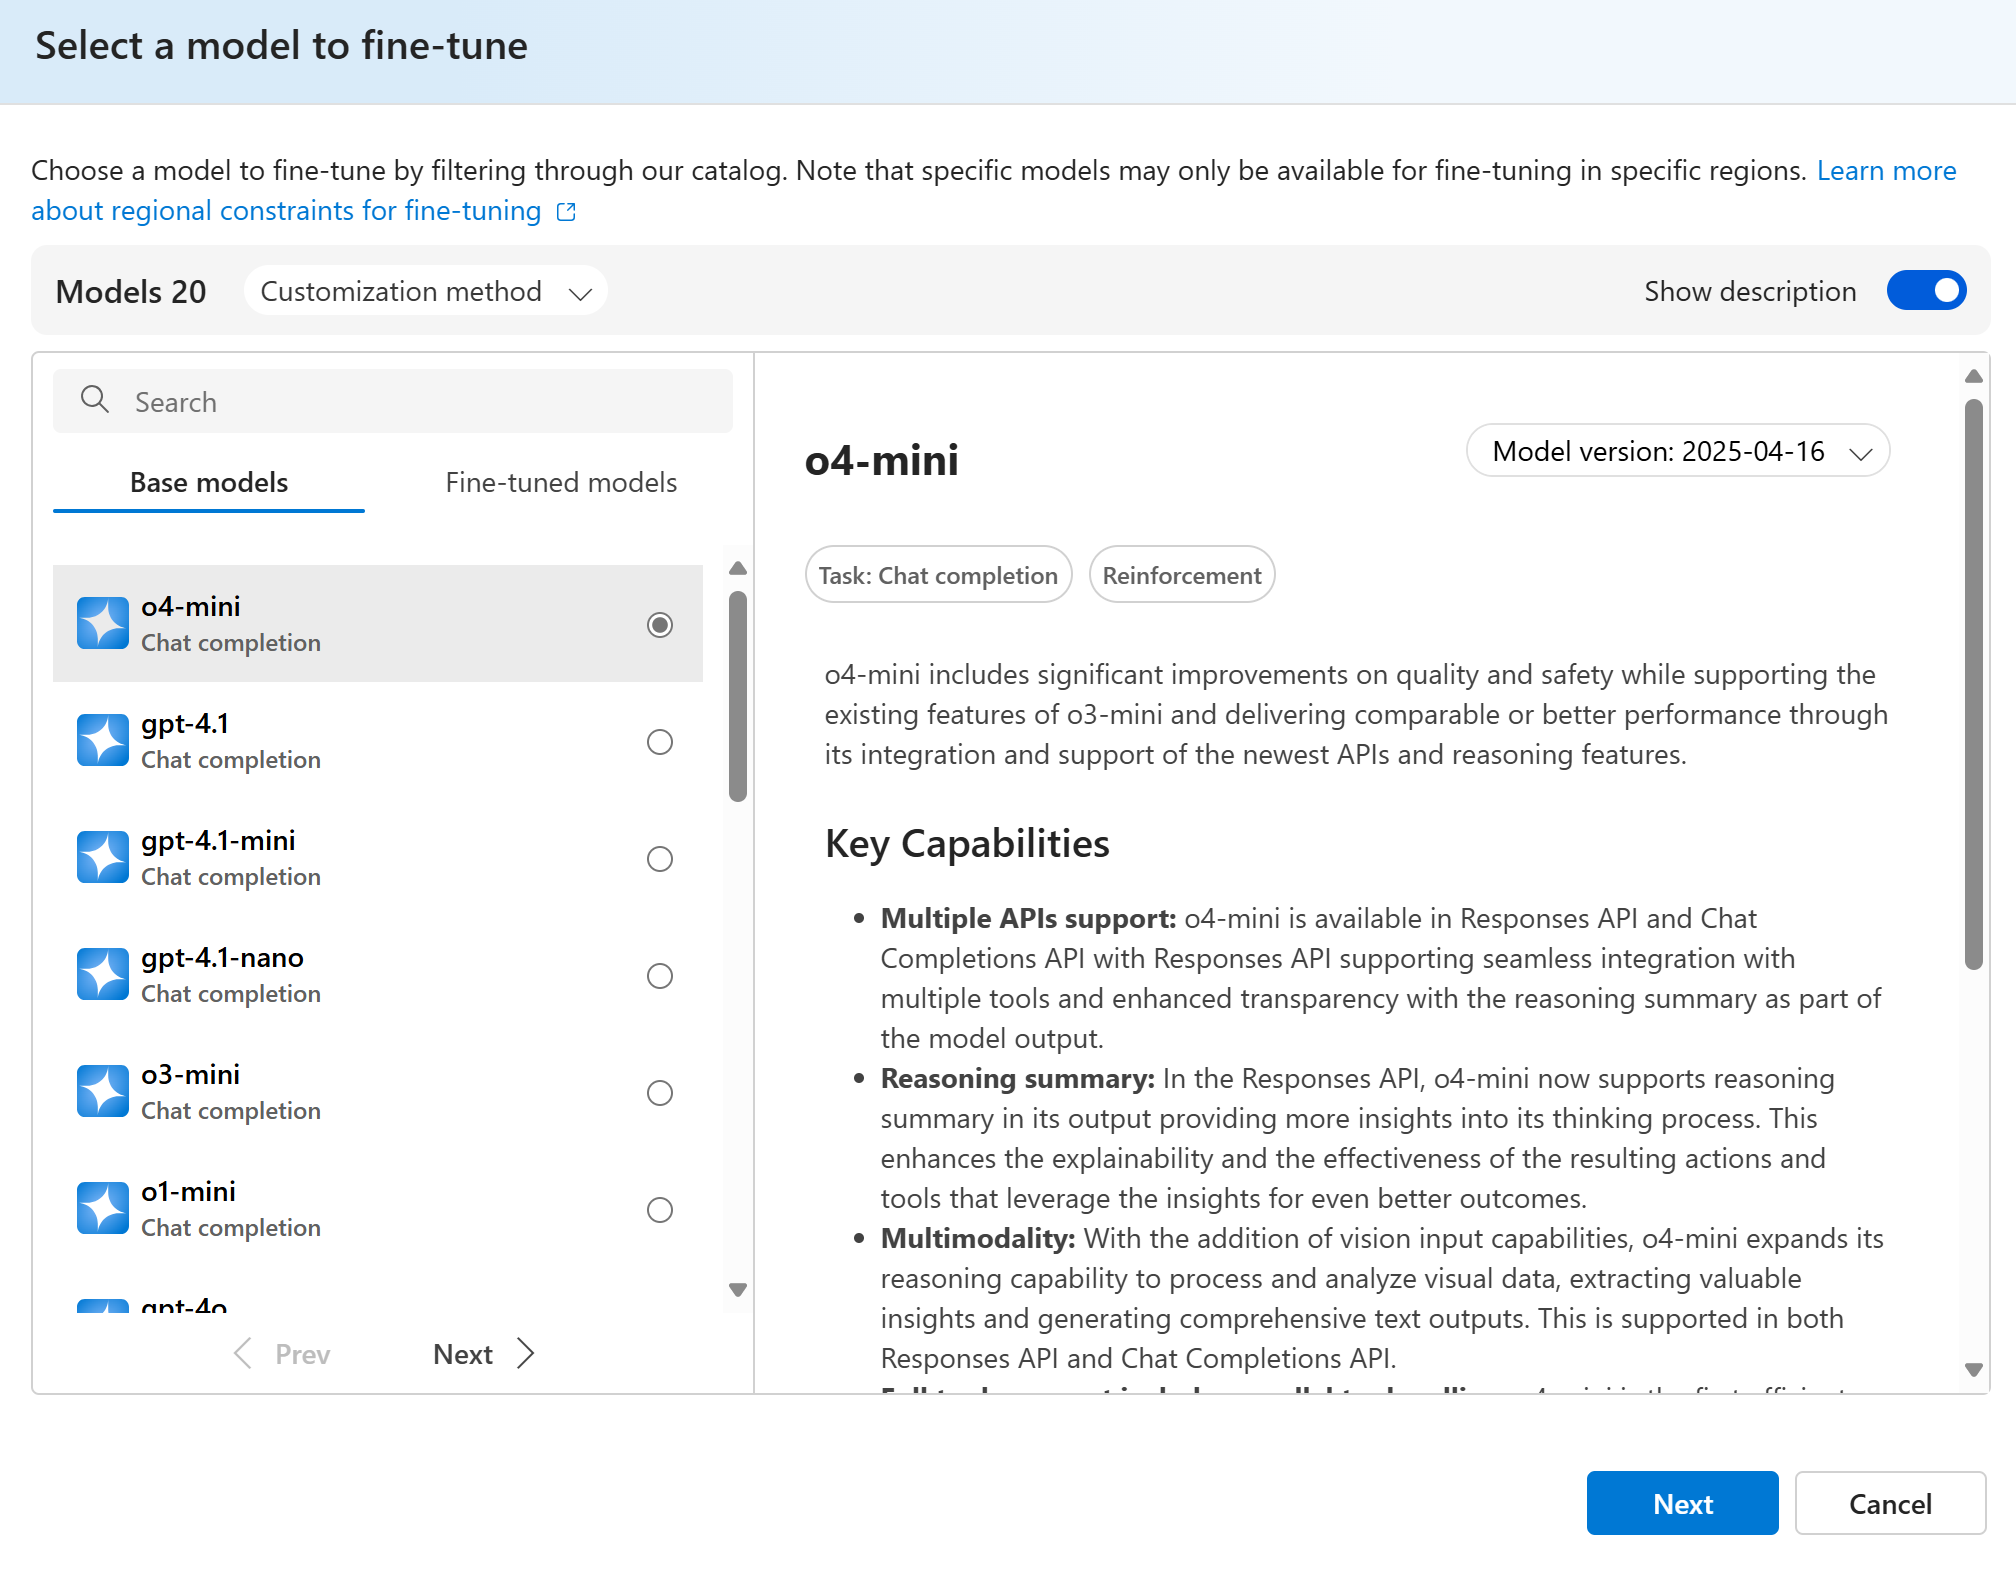 Select a model to fine-tune
Choose a model to fine-tune by filtering through our catalog. Note that specific models may only be available for fine-tuning in specific regions. Learn more
about regional constraints for fine-tuning
Models 20
Customization method
Show description
Search
Base models
Fine-tuned models
o4-mini
Chat completion
gpt-4.1
Chat completion
gpt-4.1-mini
Chat completion
gpt-4.1-nano
Chat completion
o3-mini
Chat completion
o1-mini
Chat completion
gpt-4o
Prev
Next
o4-mini
Model version: 2025-04-16
Task: Chat completion
Reinforcement
o4-mini includes significant improvements on quality and safety while supporting the
existing features of o3-mini and delivering comparable or better performance through
its integration and support of the newest APIs and reasoning features.
Key Capabilities
• Multiple APIs support: o4-mini is available in Responses API and Chat
Completions API with Responses API supporting seamless integration with
multiple tools and enhanced transparency with the reasoning summary as part of
the model output.
• Reasoning summary: In the Responses API, o4-mini now supports reasoning
summary in its output providing more insights into its thinking process. This
enhances the explainability and the effectiveness of the resulting actions and
tools that leverage the insights for even better outcomes.
• Multimodality: With the addition of vision input capabilities, o4-mini expands its
reasoning capability to process and analyze visual data, extracting valuable
insights and generating comprehensive text outputs. This is supported in both
Responses API and Chat Completions API.
Next
Cancel